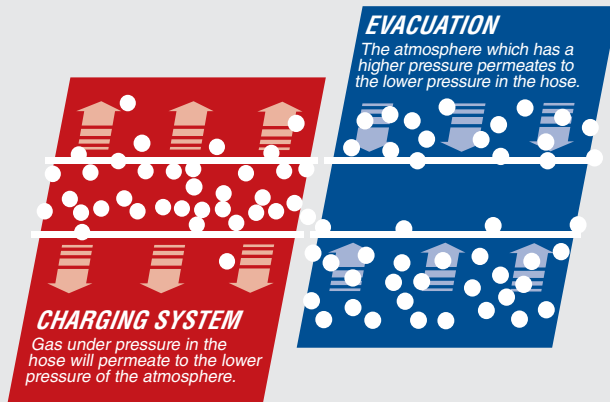 EVACUATION
The atmosphere which has a
higher pressure permeates to
the lower pressure in the hose.
CHARGING SYSTEM
Gas under pressure in the
hose will permeate to the lower
pressure of the atmosphere.